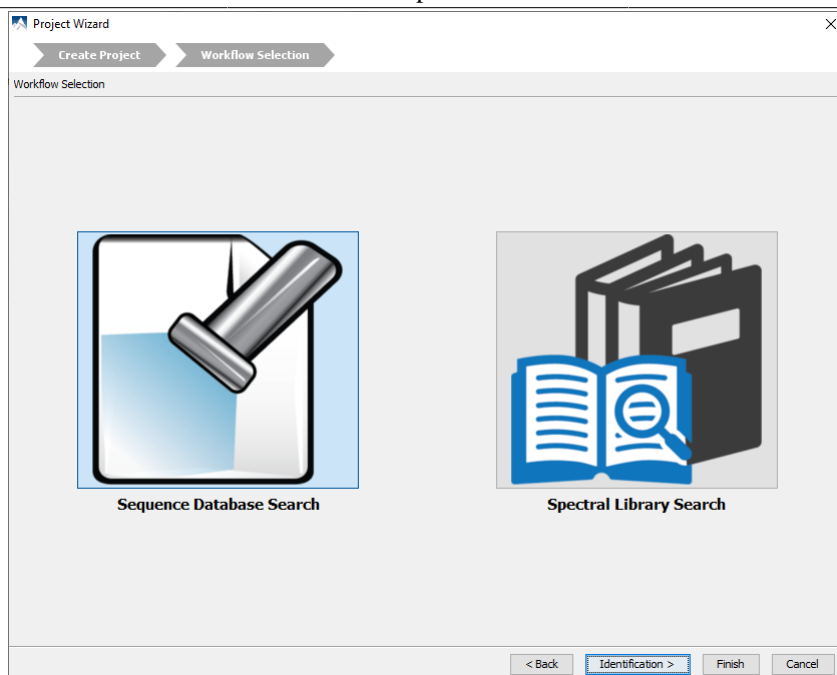 Project Wizard
Create Project Workflow Selection
Workflow Selection
Sequence Database Search Spectral Library Search
< Back Identification > Finish Cancel